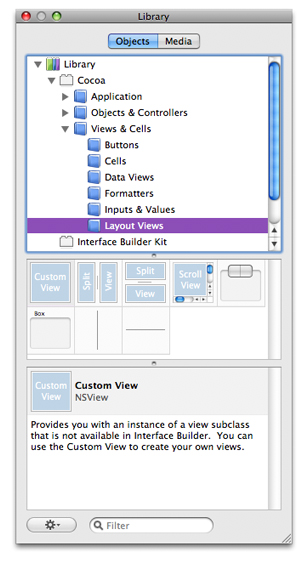 Library
Objects Media
Library
Cocoa
Application
Objects & Controllers
Views & Cells
Buttons
Cells
Data Views
Formatters
Inputs & Values
Layout Views
Interface Builder Kit
Custom View
Split View
Split View
Scroll View
Box
Custom View
Custom View
NSView
Provides you with an instance of a view subclass
that is not available in Interface Builder. You can
use the Custom View to create your own views.
Filter